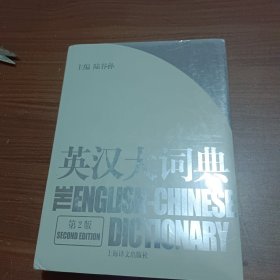 主编 陆谷孙
英汉大词典
THE ENGLISH-CHINESE
DICTIONARY
第2版
SECOND EDITION
上海译文出版社